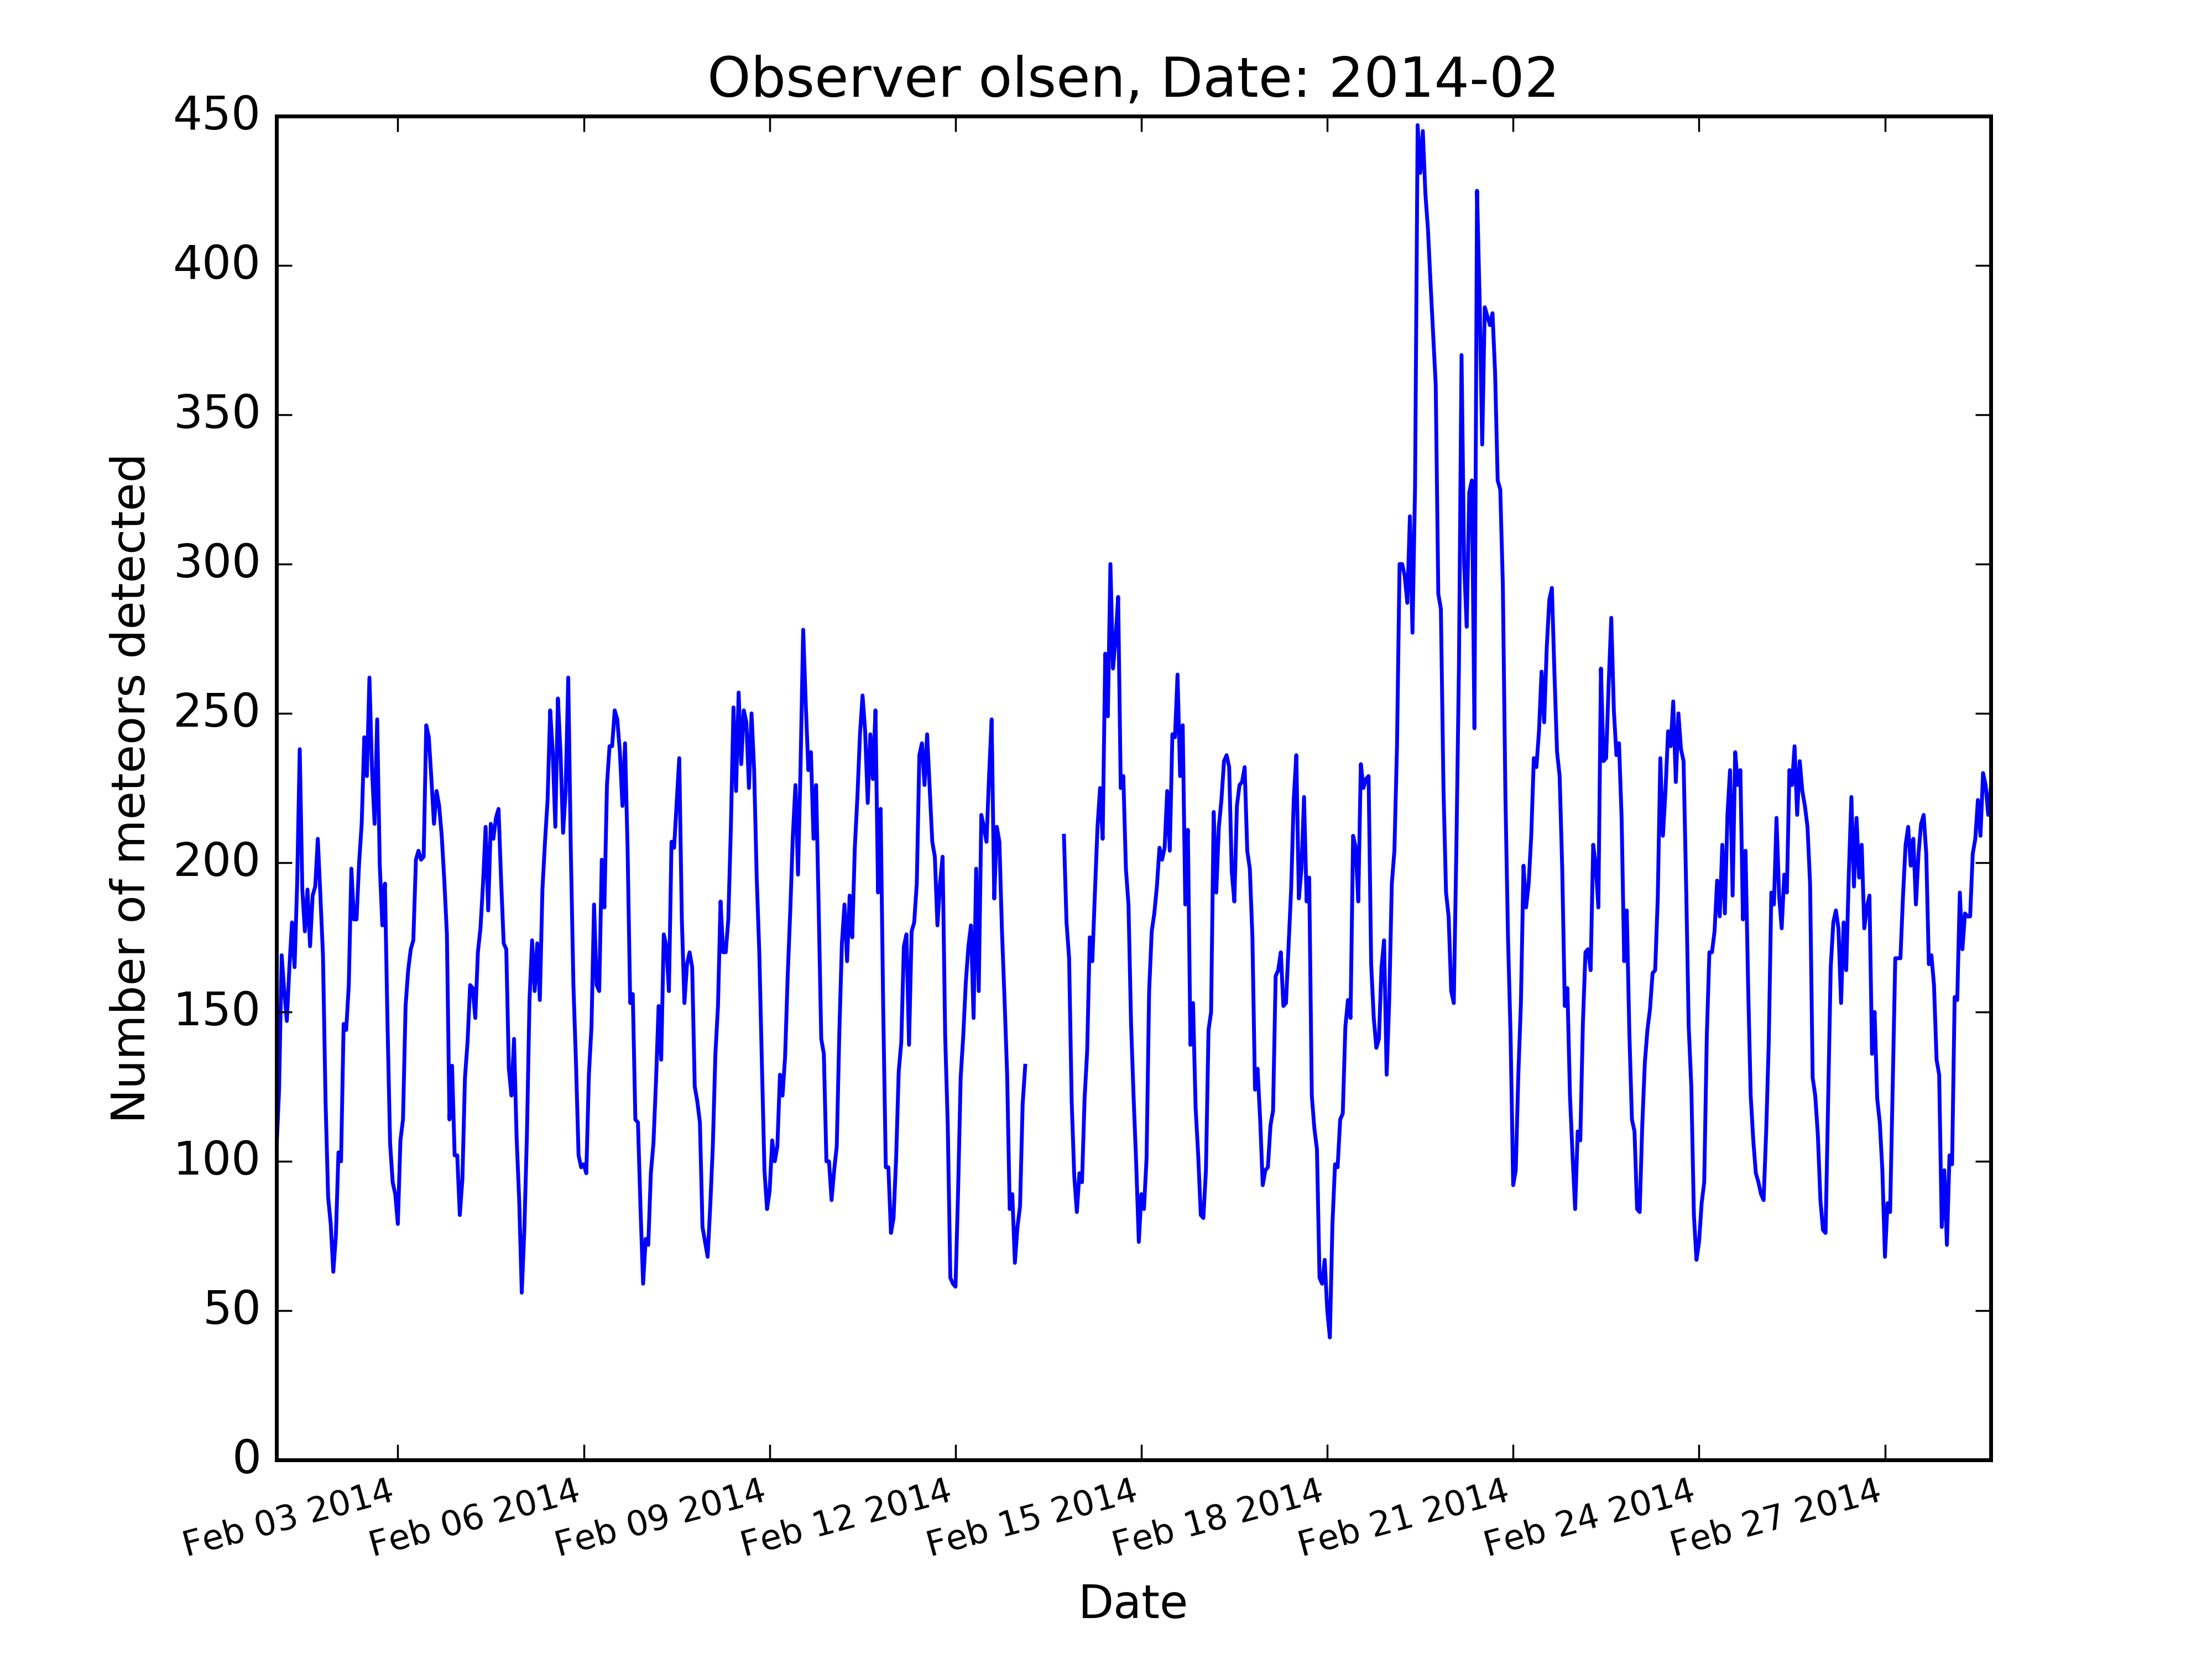 Observer olsen, Date: 2014-02
450
400
350
300
250
200
150
100
50
0
Number of meteors detected
Feb 03 2014
Feb 06 2014
Feb 09 2014
Feb 12 2014
Feb 15 2014
Feb 18 2014
Feb 21 2014
Feb 24 2014
Feb 27 2014
Date